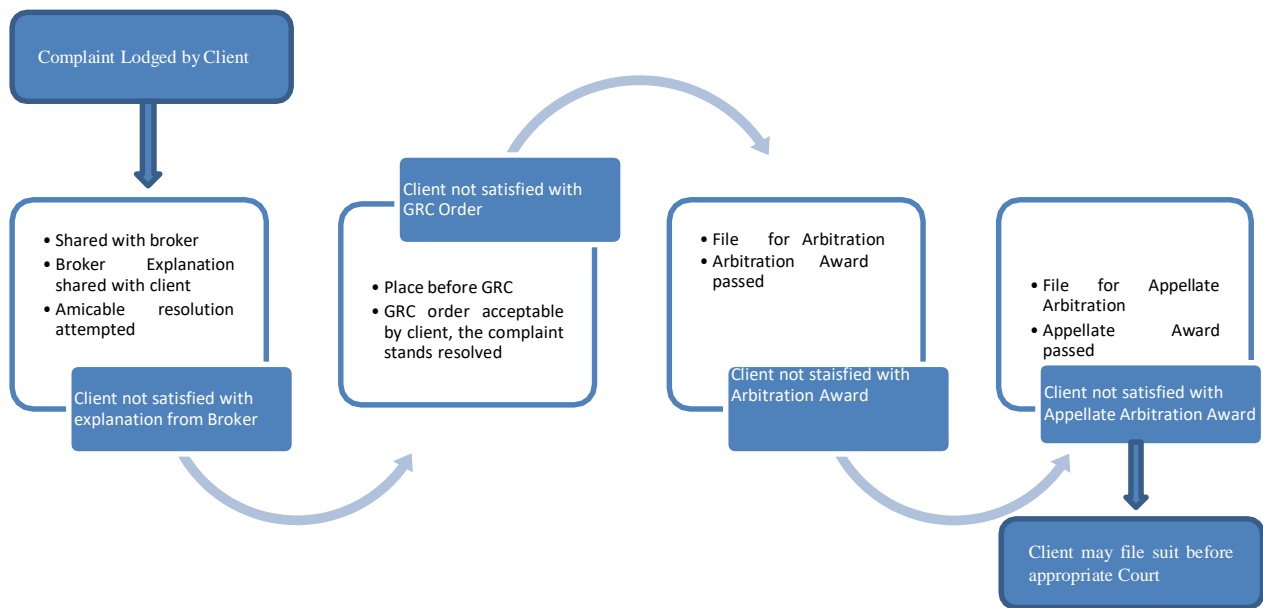 Complaint Lodged by Client
• Shared with broker
• Broker Explanation
shared with client
• Amicable resolution
attempted
Client not satisfied with
explanation from Broker
Client not satisfied with
GRC Order
• Place before GRC
• GRC order acceptable
by client, the complaint
stands resolved
• File for Arbitration
• Arbitration Award
passed
Client not staisfied with
Arbitration Award
• File for Appellate
Arbitration
• Appellate Award
passed
Client not satisfied with
Appellate Arbitration Award
Client may file suit before
appropriate Court